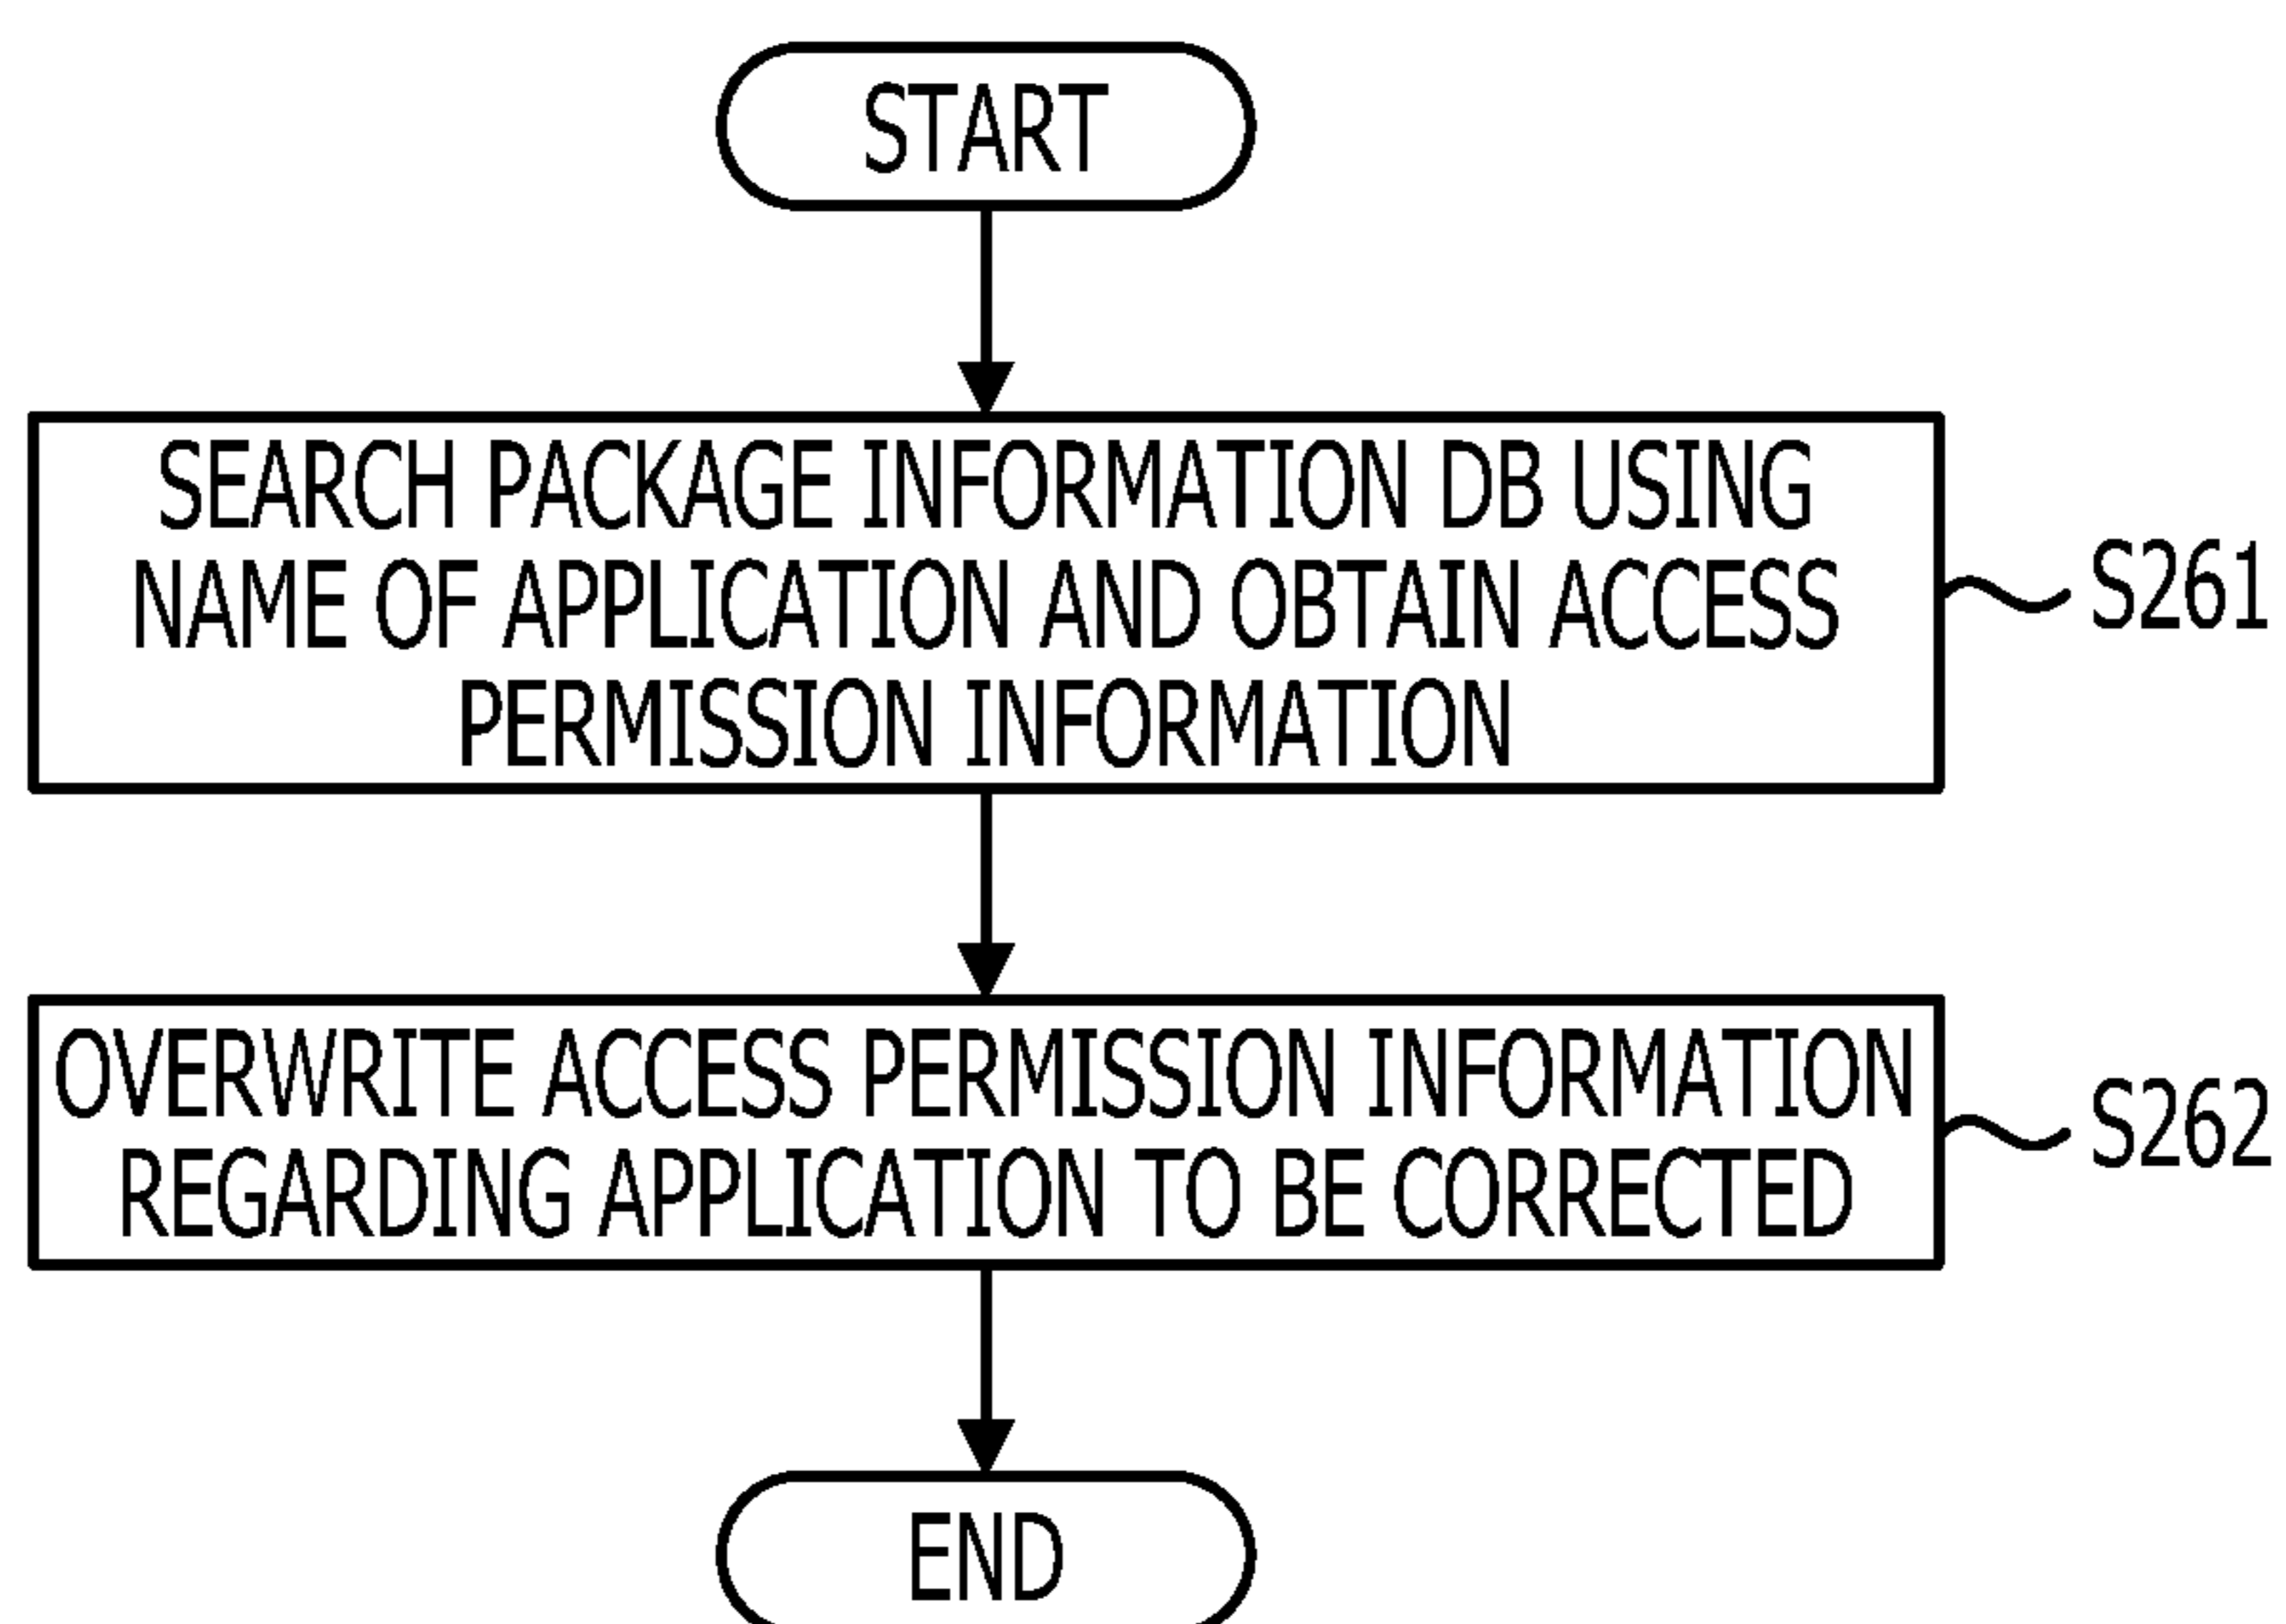 START
SEARCH PACKAGE INFORMATION DB USING
NAME OF APPLICATION AND OBTAIN ACCESS
PERMISSION INFORMATION
S261
OVERWRITE ACCESS PERMISSION INFORMATION
REGARDING APPLICATION TO BE CORRECTED
S262
END